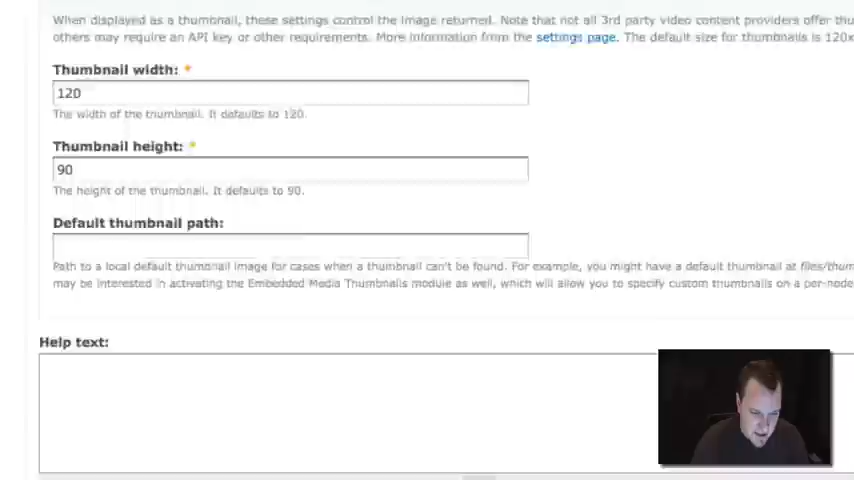 When displayed as a thumbnail, these settings control the image returned. Note that not all 3rd party video content providers offer thu
others may require an API key or other requirements. More information from the settings page. The default size for thumbnails is 120x
Thumbnail width: *
120
The width of the thumbnail. It defaults to 120.
Thumbnail height: *
90
The height of the thumbnail. It defaults to 90.
Default thumbnail path:
Path to a local default thumbnail image for cases when a thumbnail can't be found. For example, you might have a default thumbnail at files/thum
may be interested in activating the Embedded Media Thumbnails module as well, which will allow you to specify custom thumbnails on a per-node
Help text: